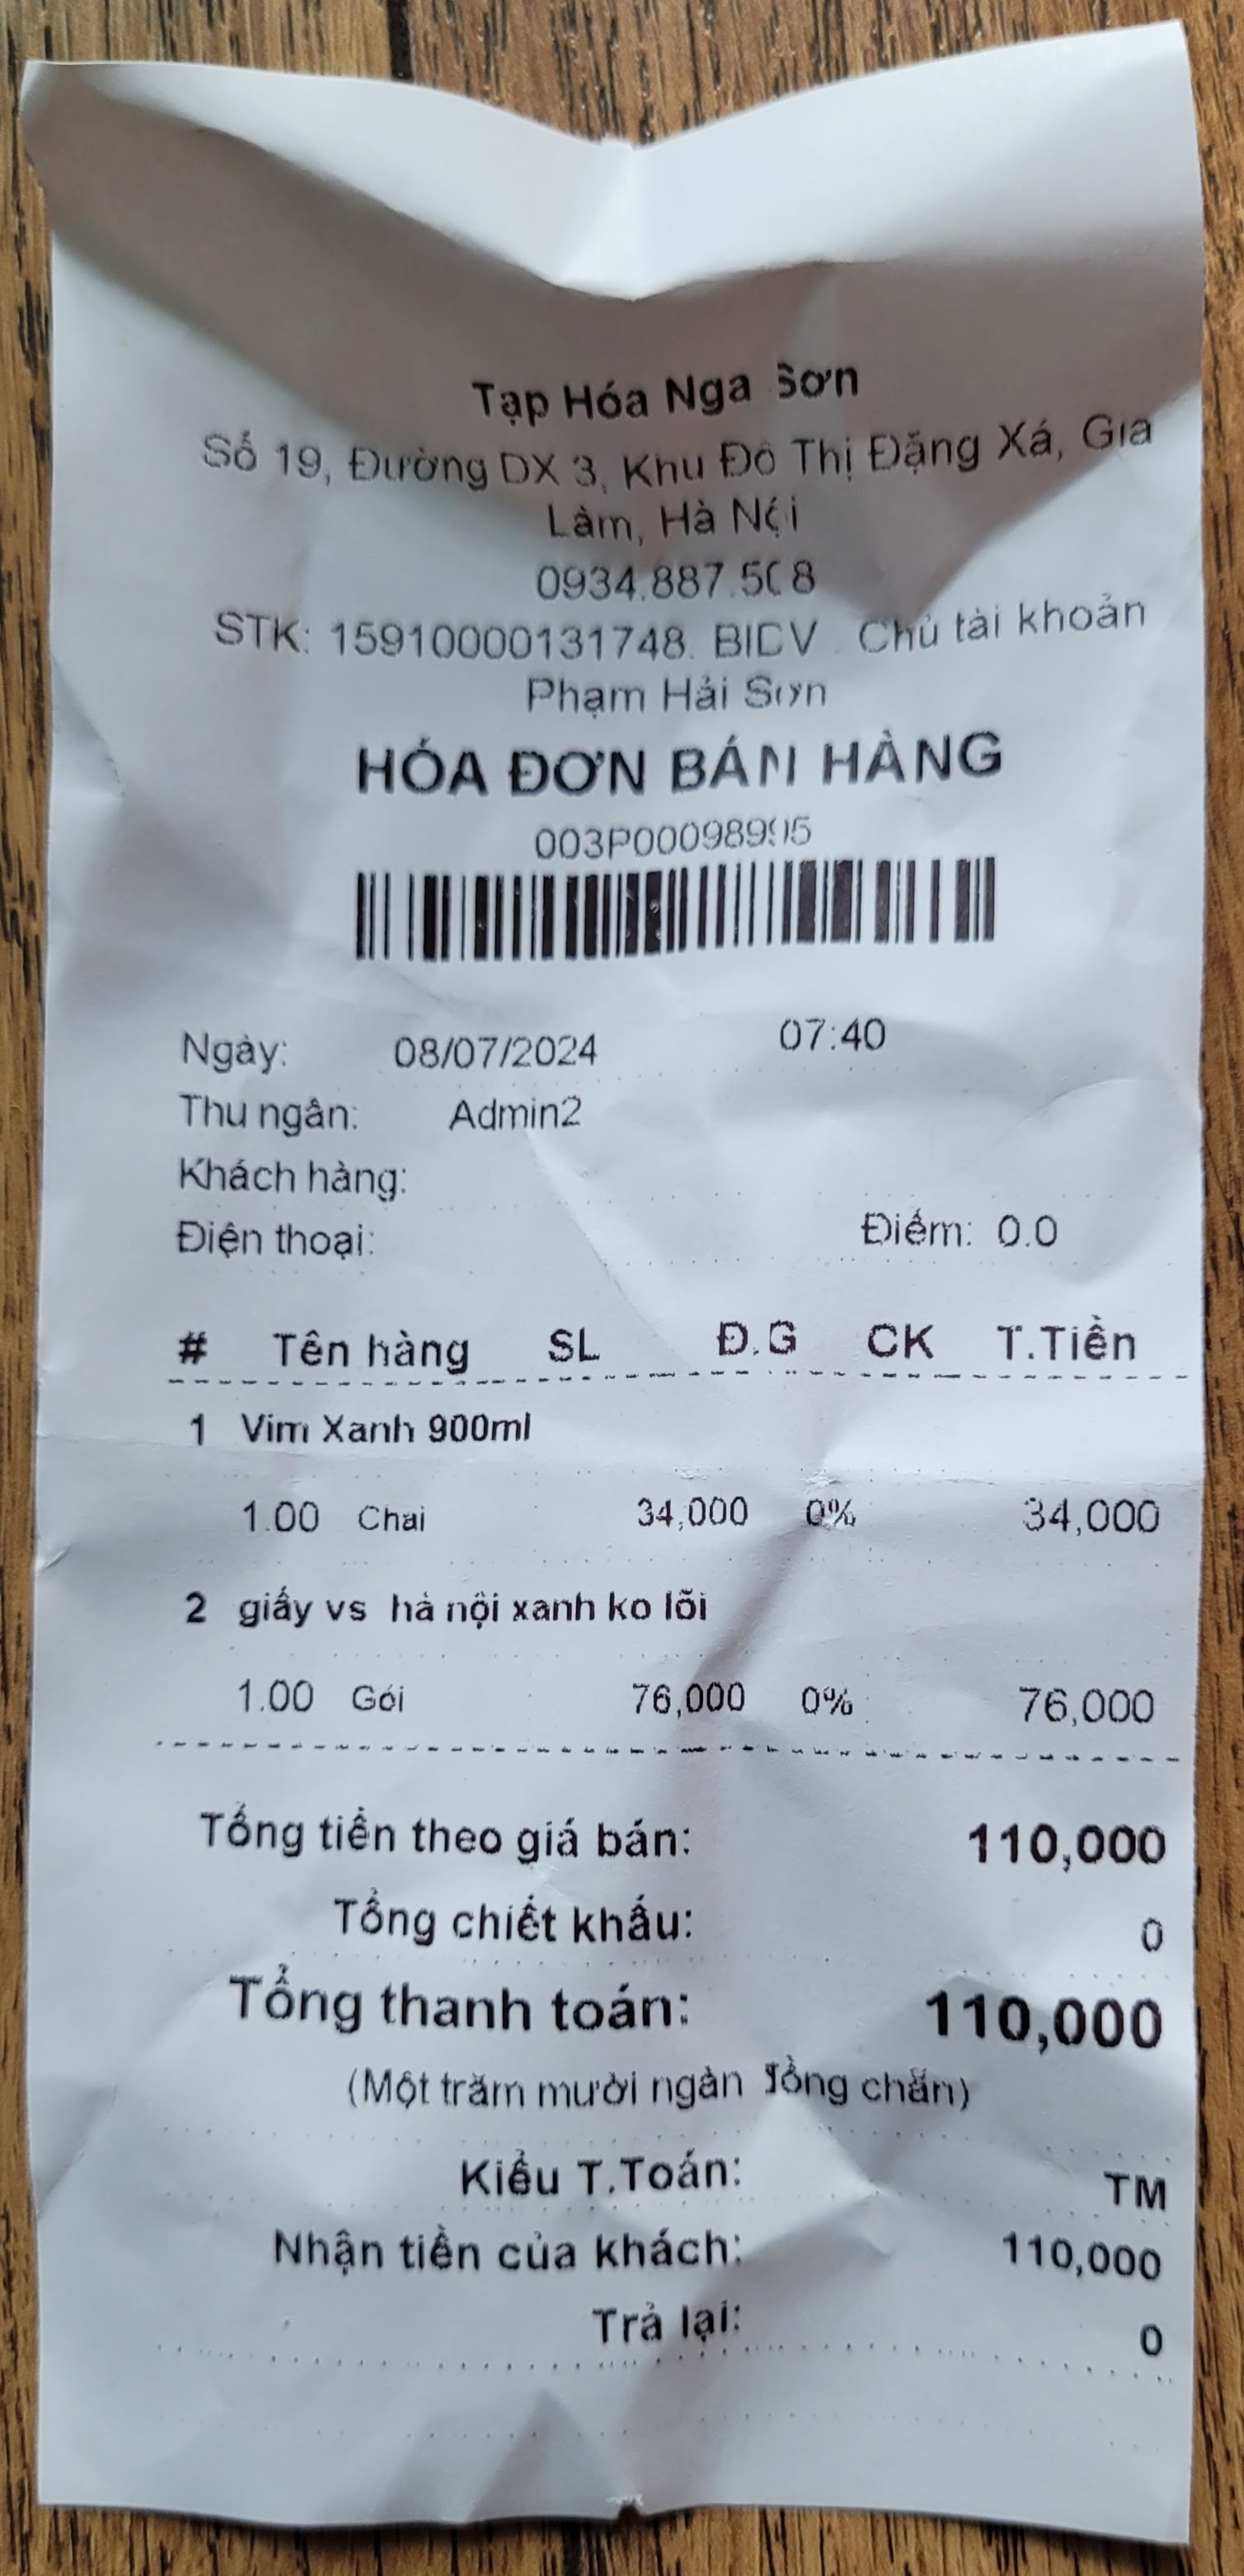 Tạp Hóa Nga Sơn
Số 19, Đường DX 3, Khu Đô Thị Đặng Xá, Gia
Lâm, Hà Nội
0934.887.508
STK: 15910000131748. BIDV . Chủ tài khoản
Phạm Hải Sơn
HÓA ĐƠN BÁN HÀNG
003P00098995
Ngày: 08/07/2024 07:40
Thu ngân: Admin2
Khách hàng:
Điện thoại: Điểm: 0.0
# Tên hàng SL Đ.G CK T.Tiền
1 Vim Xanh 900ml
1.00 Chai 34,000 0% 34,000
2 giấy vs hà nội xanh ko lõi
1.00 Gói 76,000 0% 76,000
Tổng tiền theo giá bán: 110,000
Tổng chiết khấu: 0
Tổng thanh toán: 110,000
(Một trăm mười ngàn đồng chẵn)
Kiểu T.Toán: TM
Nhận tiền của khách: 110,000
Trả lại: 0